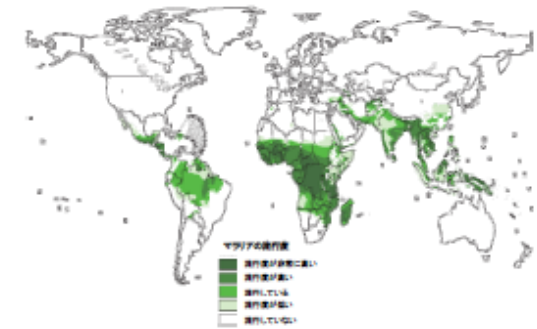 マラリアの流行度
流行度が非常に高い
流行度が高い
流行している
流行度が低い
流行していない